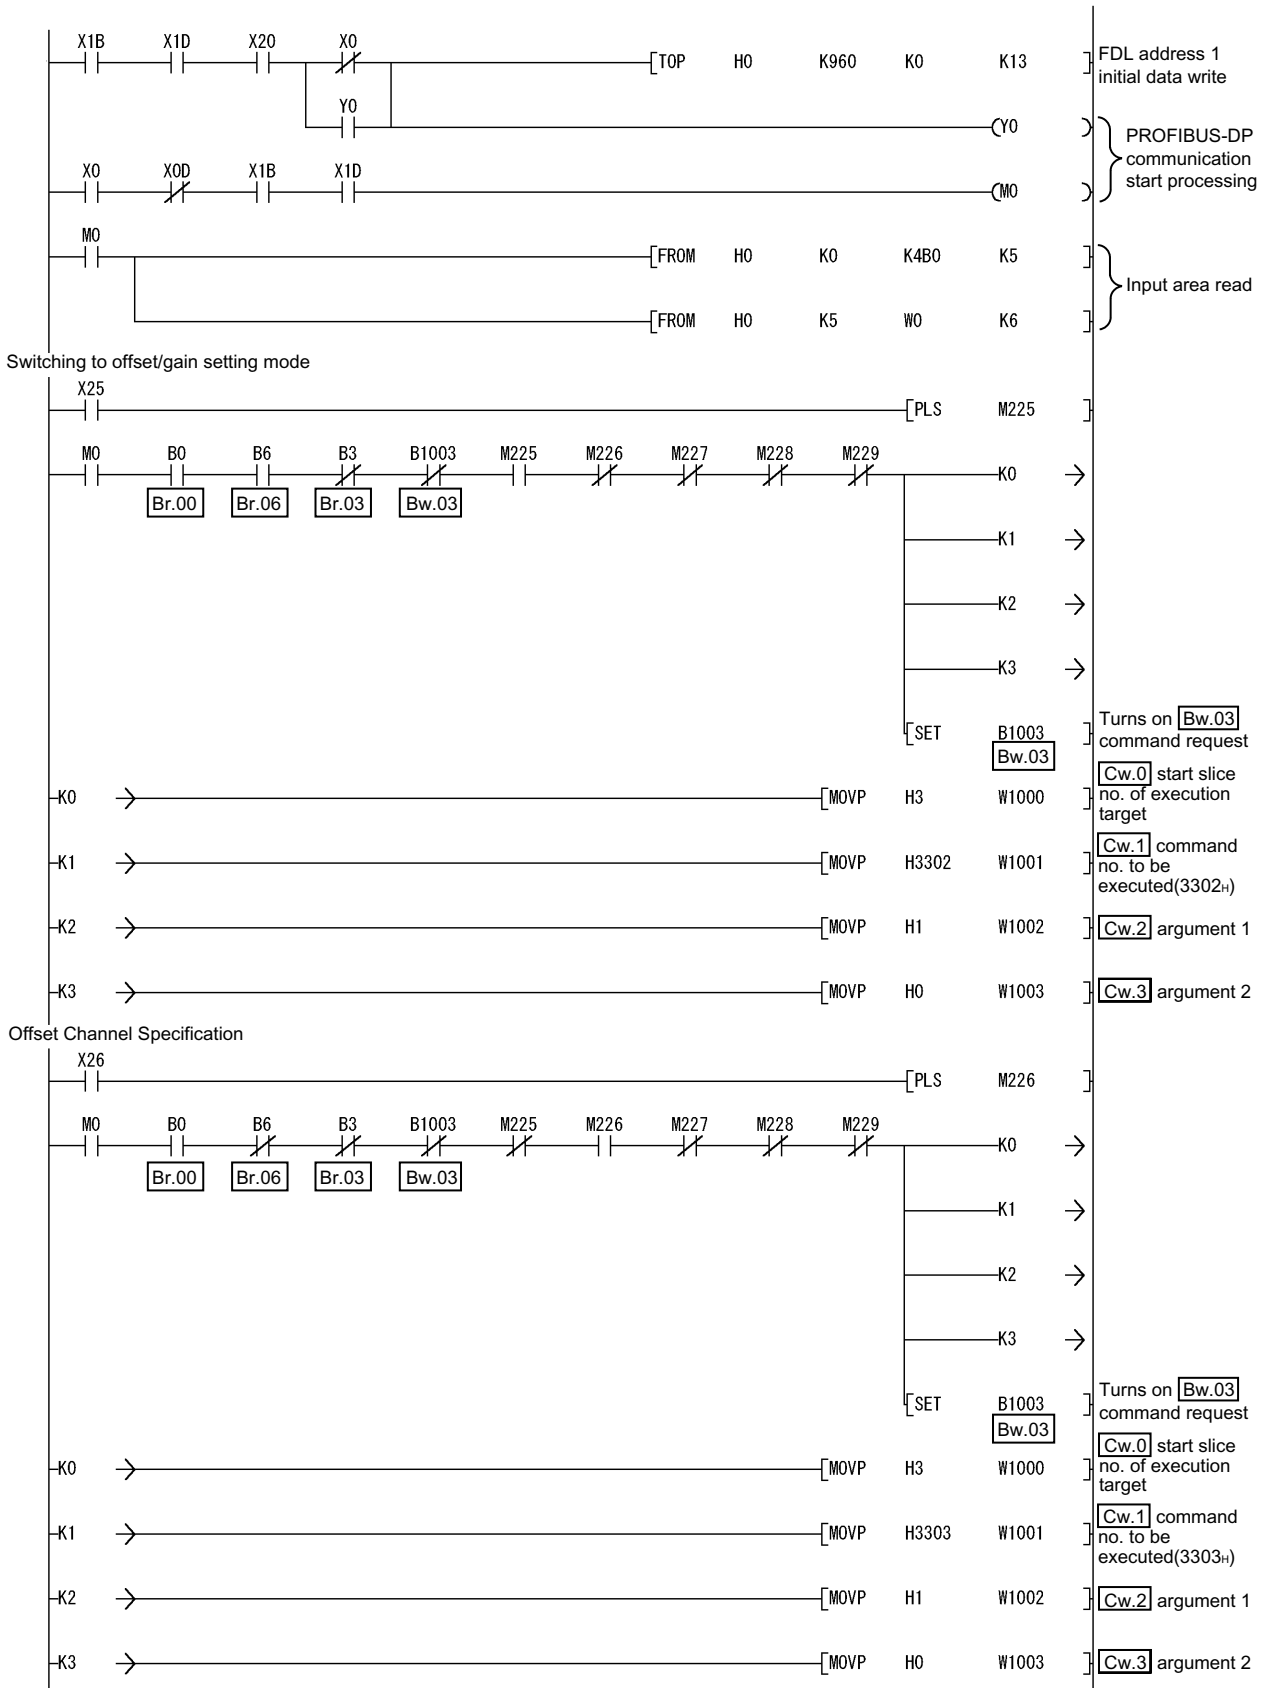 X1B X1D X20 X0
[TOP H0 K960 K0 K13 ]
FDL address 1
initial data write
Y0
(Y0 )
PROFIBUS-DP
communication
start processing
X0 X0D X1B X1D
(M0 )
M0
[FROM H0 K0 K4B0 K5 ]
Input area read
[FROM H0 K5 W0 K6 ]
Switching to offset/gain setting mode
X25
[PLS M225 ]
M0 B0 B6 B3 B1003 M225 M226 M227 M228 M229
K0
Br.00 Br.06 Br.03 Bw.03
K1
K2
K3
[SET B1003 ]
Bw.03
Turns on Bw.03
command request
K0 [MOVP H3 W1000 ]
Cw.0 start slice
no. of execution
target
K1 [MOVP H3302 W1001 ]
Cw.1 command
no. to be
executed(3302H)
K2 [MOVP H1 W1002 ] Cw.2 argument 1
K3 [MOVP H0 W1003 ] Cw.3 argument 2
Offset Channel Specification
X26
[PLS M226 ]
M0 B0 B6 B3 B1003 M225 M226 M227 M228 M229
K0
Br.00 Br.06 Br.03 Bw.03
K1
K2
K3
[SET B1003 ]
Bw.03
Turns on Bw.03
command request
K0 [MOVP H3 W1000 ]
Cw.0 start slice
no. of execution
target
K1 [MOVP H3303 W1001 ]
Cw.1 command
no. to be
executed(3303H)
K2 [MOVP H1 W1002 ] Cw.2 argument 1
K3 [MOVP H0 W1003 ] Cw.3 argument 2